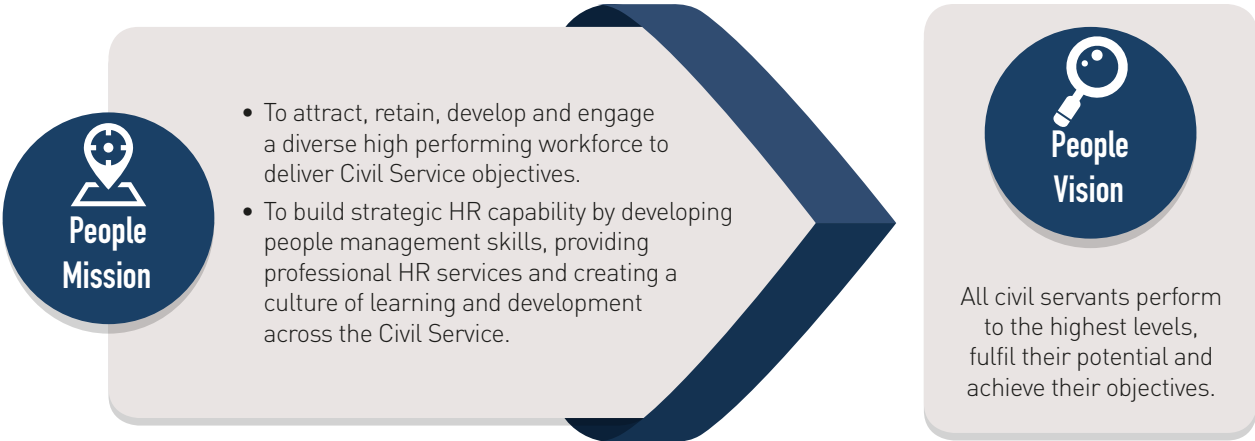 People
Mission
• To attract, retain, develop and engage
a diverse high performing workforce to
deliver Civil Service objectives.
• To build strategic HR capability by developing
people management skills, providing
professional HR services and creating a
culture of learning and development
across the Civil Service.
People
Vision
All civil servants perform
to the highest levels,
fulfil their potential and
achieve their objectives.